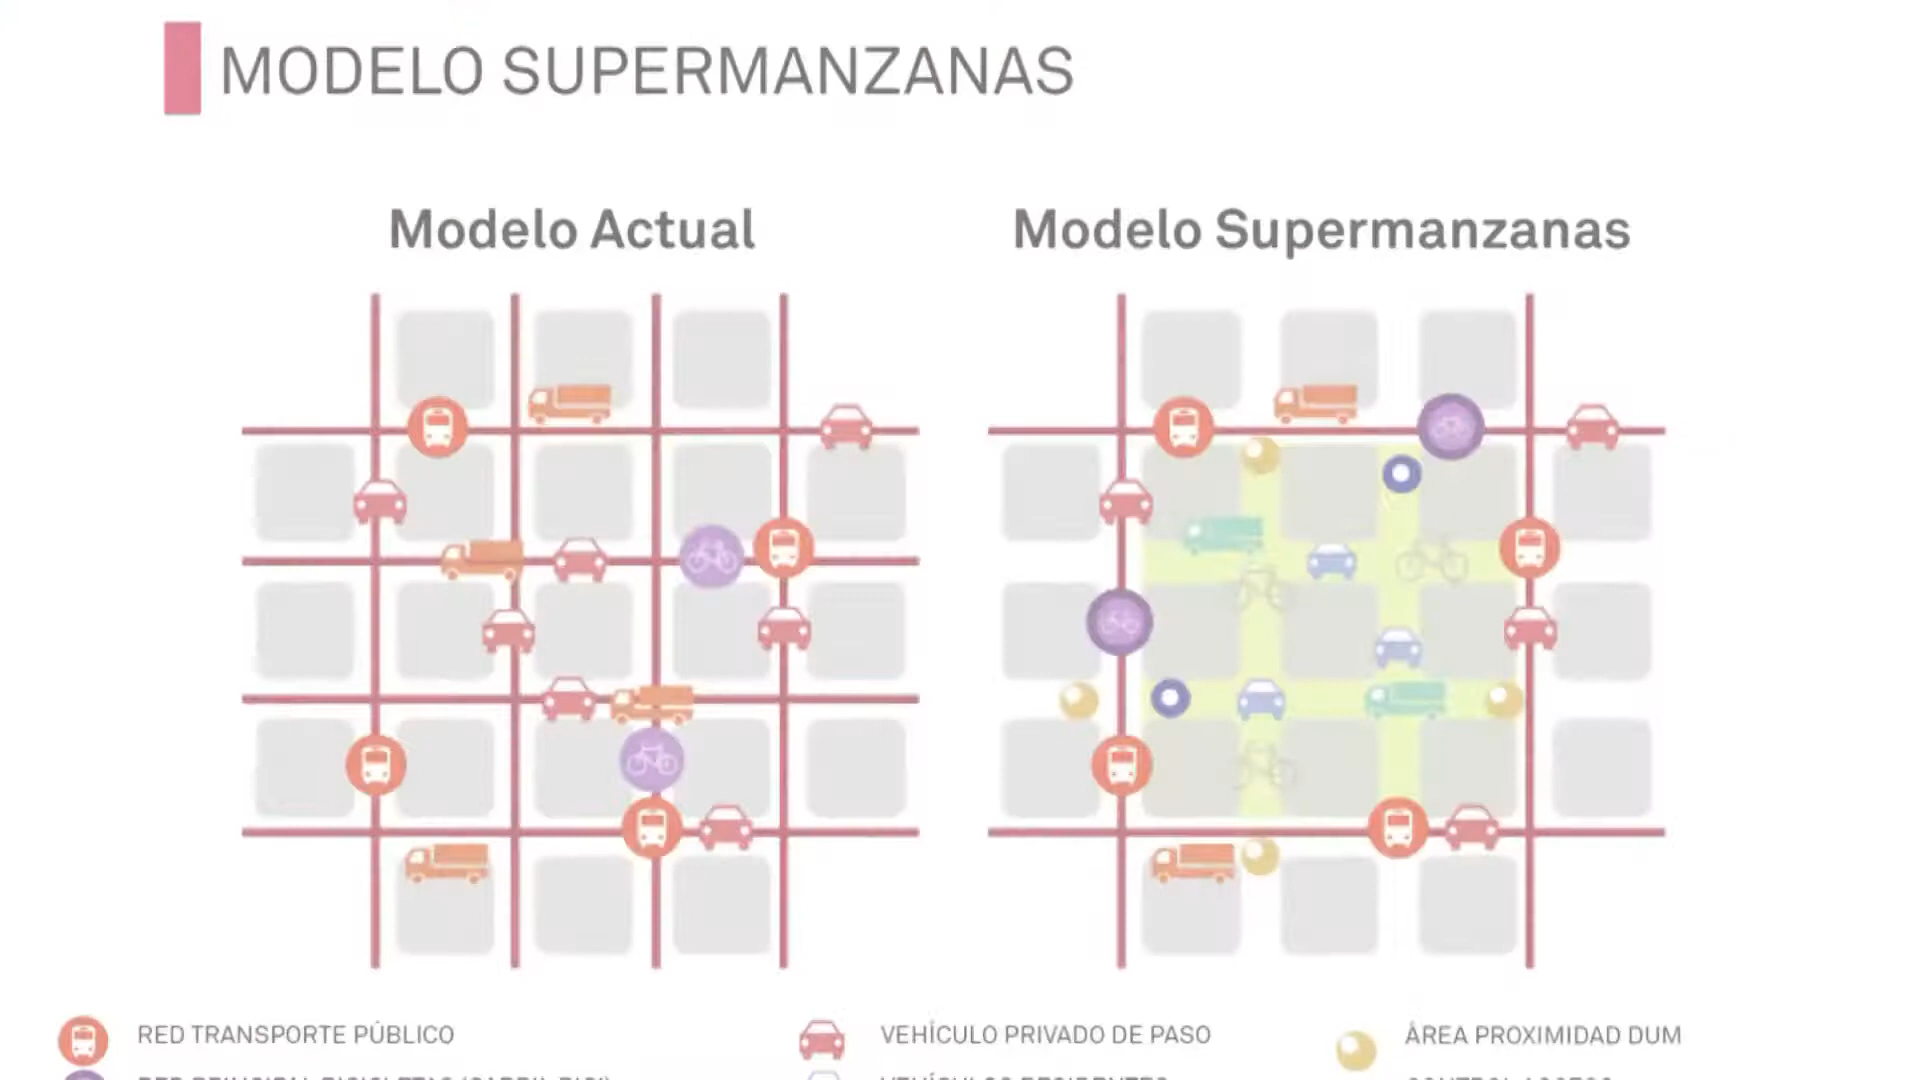 MODELO SUPERMANZANAS
Modelo Actual
Modelo Supermanzanas
RED TRANSPORTE PÚBLICO
VEHÍCULO PRIVADO DE PASO
ÁREA PROXIMIDAD DUM